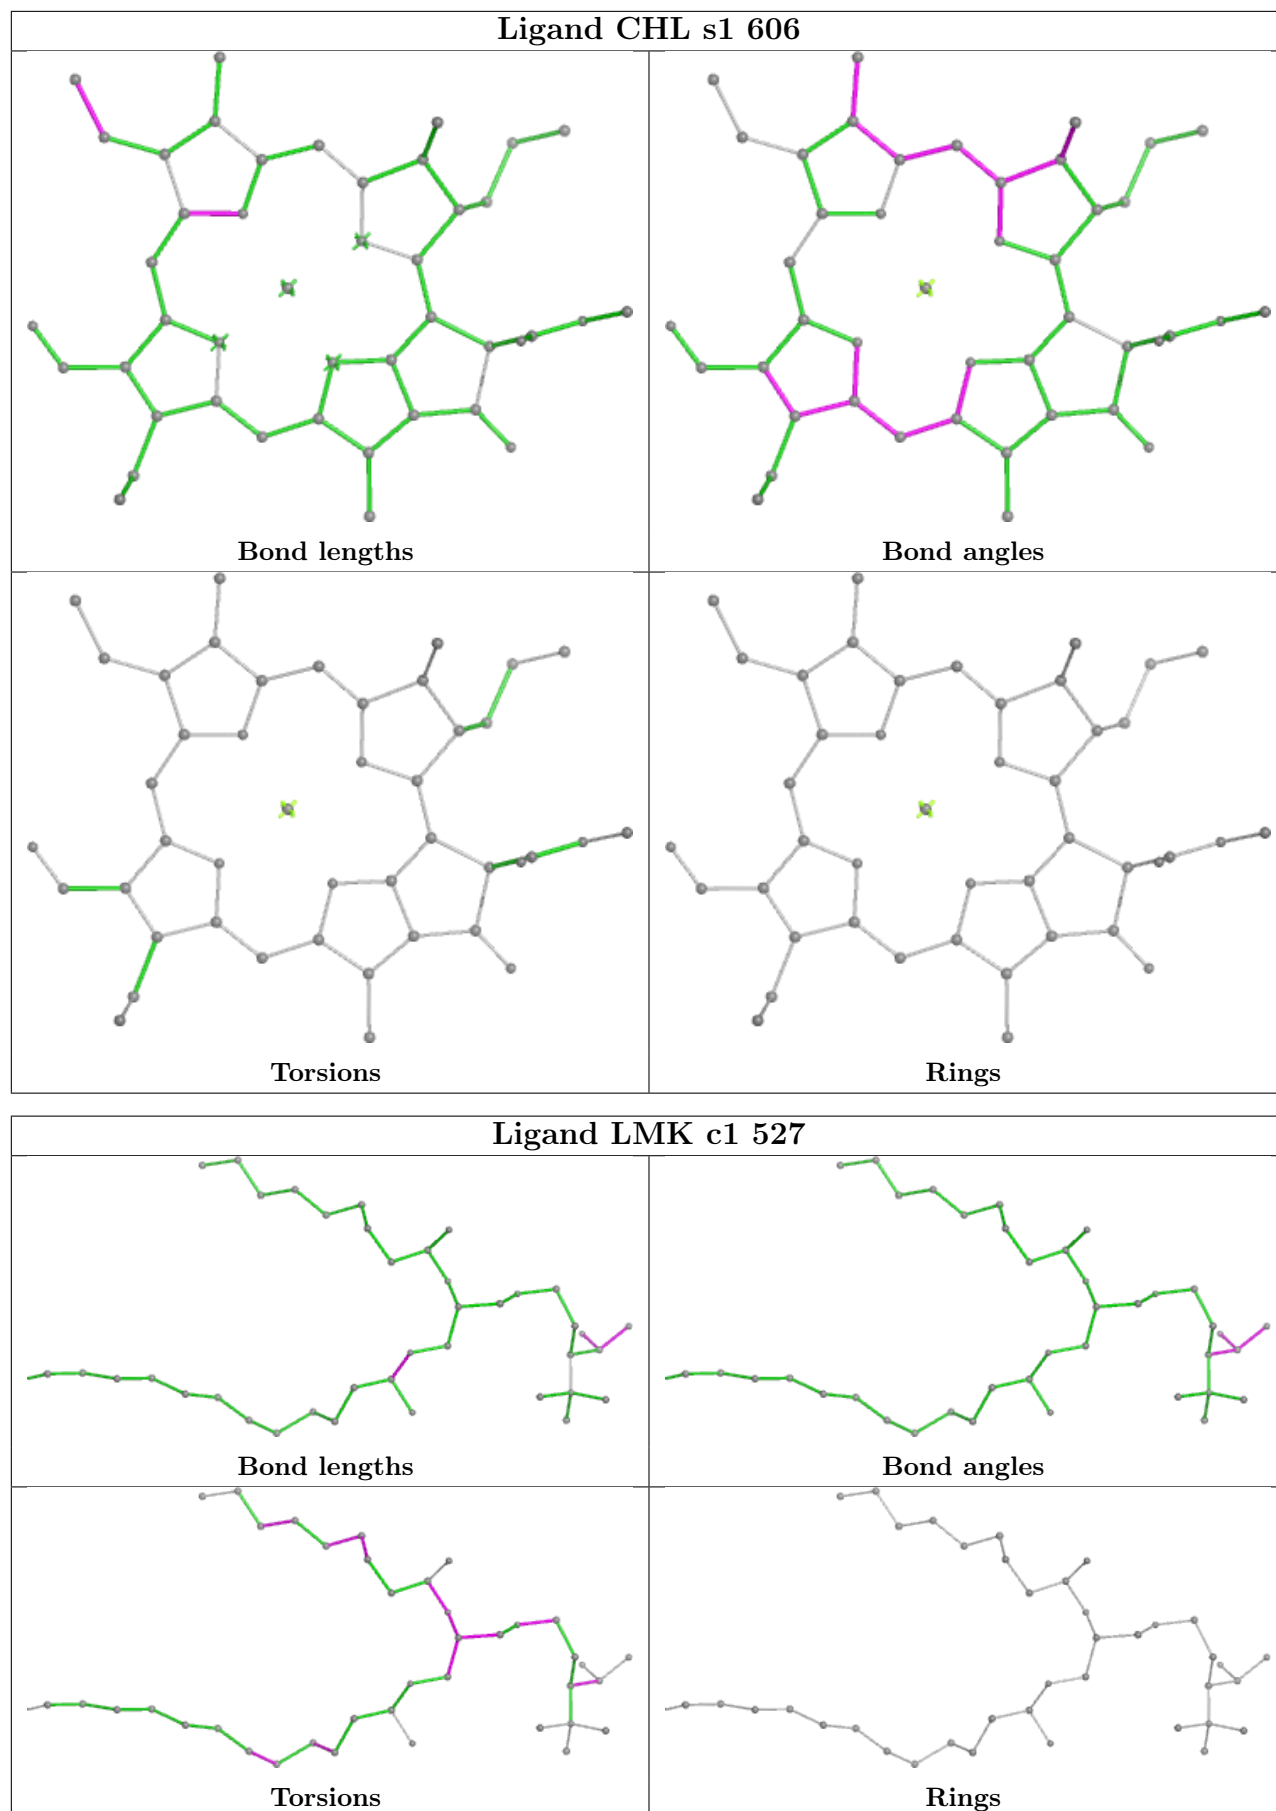 Ligand CHL s1 606
Bond lengths
Bond angles
Torsions
Rings
Ligand LMK c1 527
Bond lengths
Bond angles
Torsions
Rings